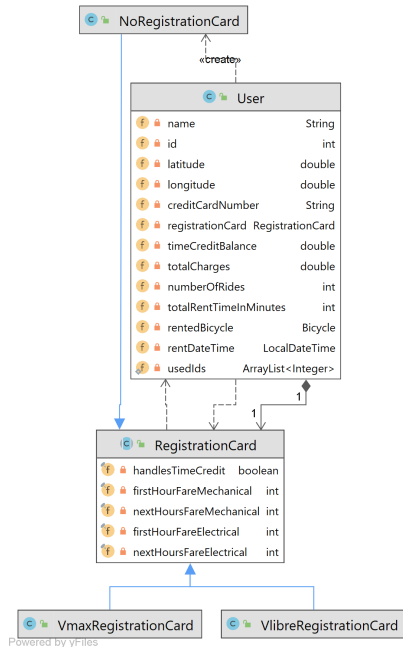 NoRegistrationCard
«create»
User
name String
id int
latitude double
longitude double
creditCardNumber String
registrationCard RegistrationCard
timeCreditBalance double
totalCharges double
numberOfRides int
totalRentTimeInMinutes int
rentedBicycle Bicycle
rentDateTime LocalDateTime
usedIds ArrayList<Integer>
1
1
RegistrationCard
handlesTimeCredit boolean
firstHourFareMechanical int
nextHoursFareMechanical int
firstHourFareElectrical int
nextHoursFareElectrical int
VmaxRegistrationCard
VlibreRegistrationCard
Powered by yFiles